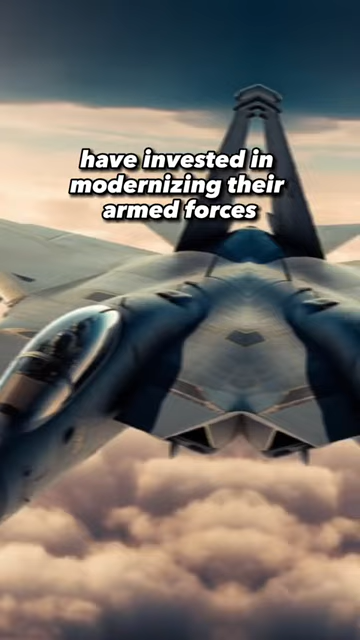 have invested in
modernizing their
armed forces